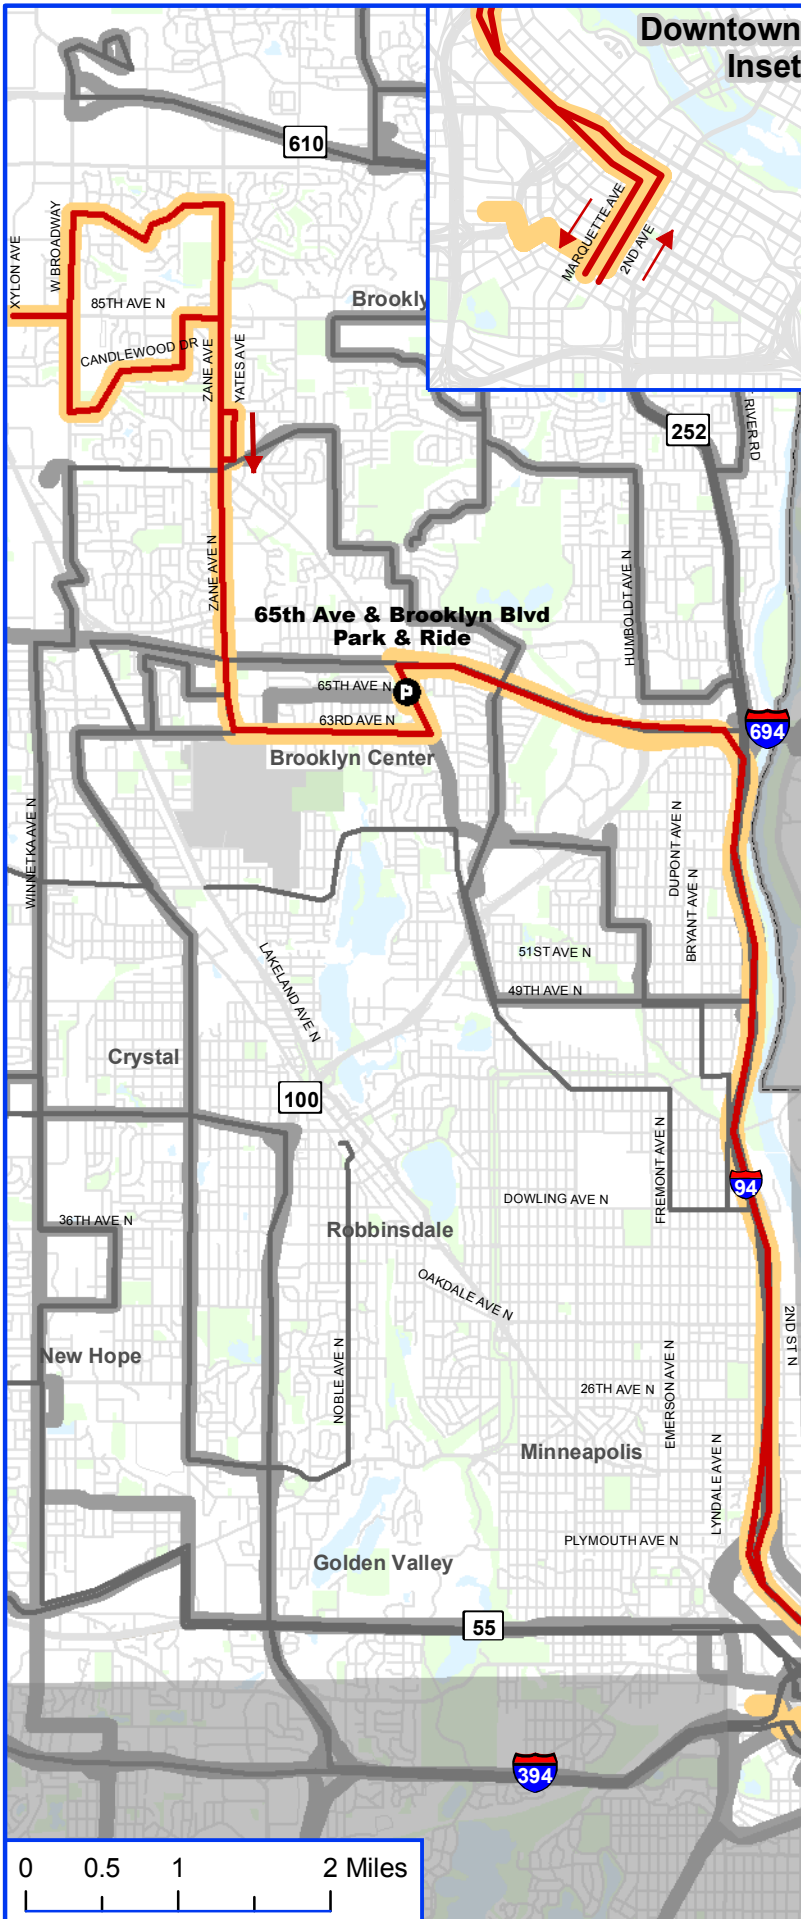 Downtown
Inset
610
XYLON AVE
W BROADWAY
85TH AVE N
CANDLEWOOD DR
ZANE AVE
YATES AVE
Brookly
MARQUETTE AVE
2ND AVE
252
RIVER RD
HUMBOLDT AVE N
ZANE AVE N
65th Ave & Brooklyn Blvd
Park & Ride
65TH AVE N
P
63RD AVE N
Brooklyn Center
694
WINNETKA AVE N
DUPONT AVE N
BRYANT AVE N
LAKELAND AVE N
51ST AVE N
49TH AVE N
Crystal
100
FREMONT AVE N
94
DOWLING AVE N
36TH AVE N
Robbinsdale
OAKDALE AVE N
2ND ST N
New Hope
NOBLE AVE N
EMERSON AVE N
26TH AVE N
Minneapolis
LYNDALE AVE N
PLYMOUTH AVE N
Golden Valley
55
394
0 0.5 1 2 Miles